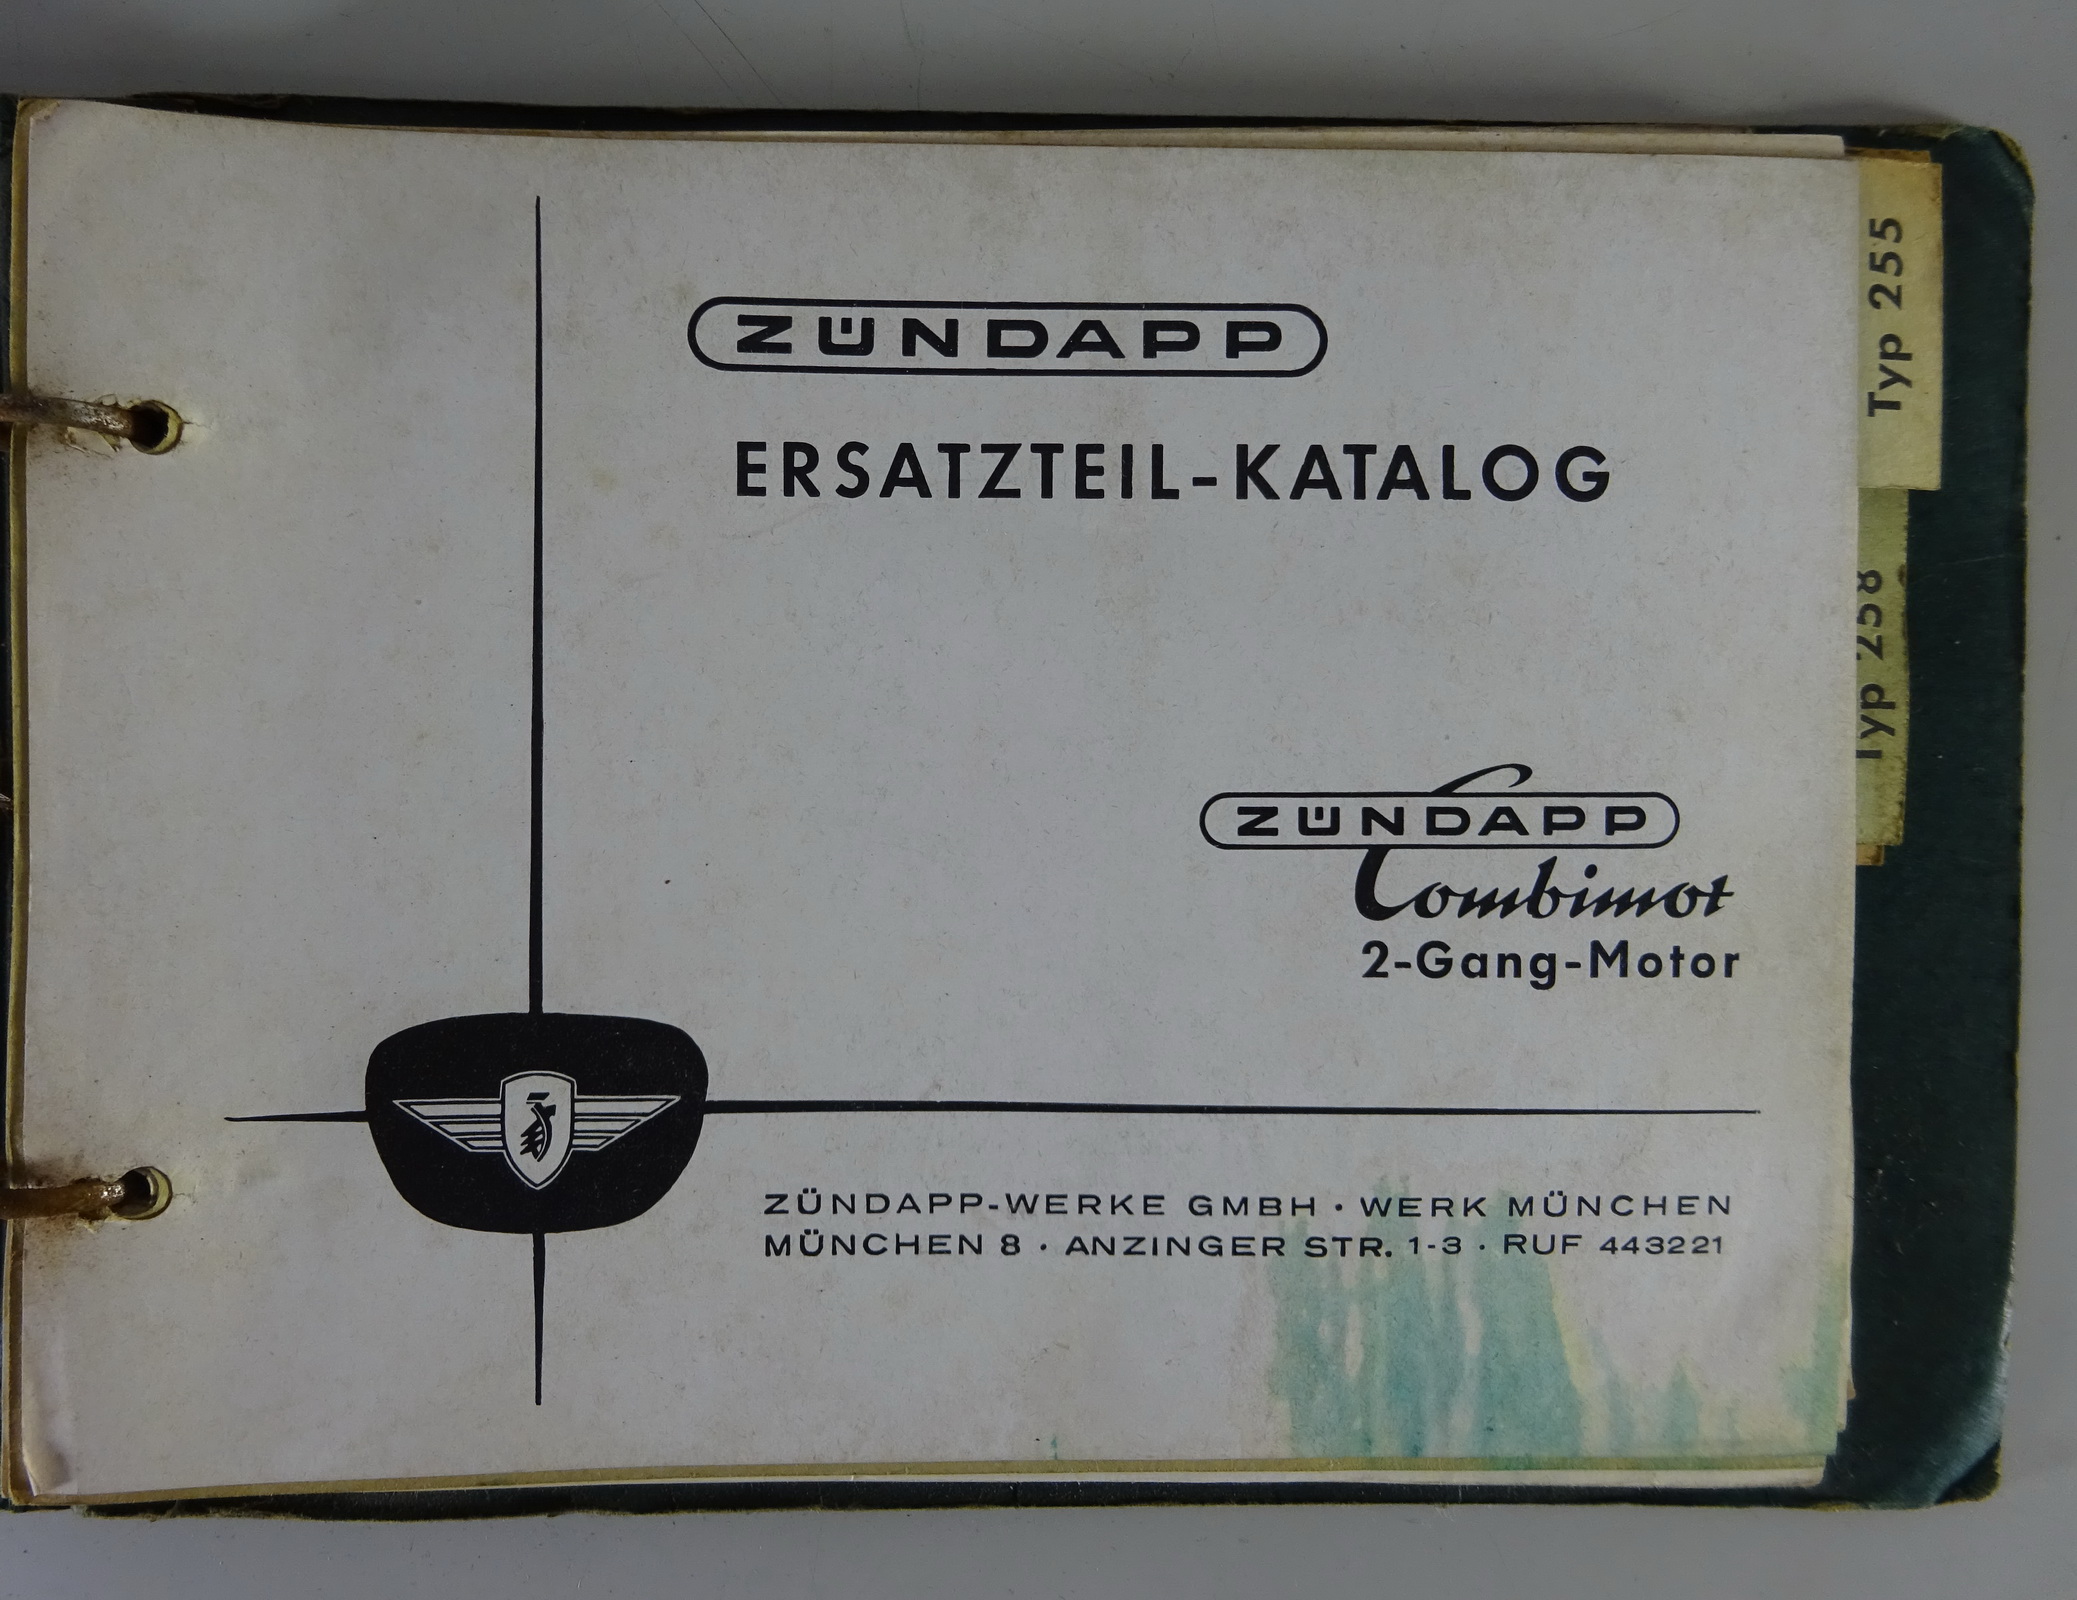 ZÜNDAPP
ERSATZTEIL-KATALOG
ZÜNDAPP
Combimot
2-Gang-Motor
ZÜNDAPP-WERKE GMBH · WERK MÜNCHEN
MÜNCHEN 8 · ANZINGER STR. 1-3 · RUF 443221
Typ 255
Typ 258